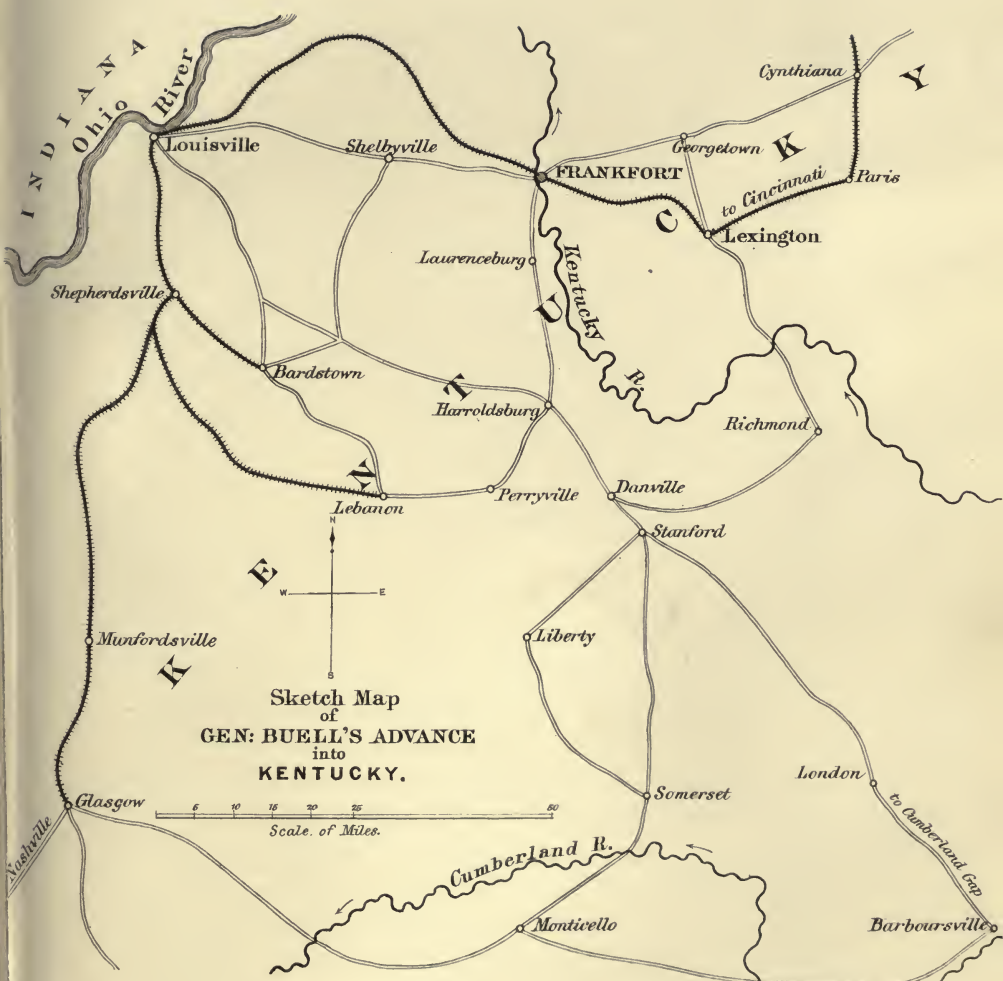 INDIANA
Ohio River
Louisville
Shelbyville
FRANKFORT
Cynthiana
Georgetown
Paris
to Cincinnati
Lexington
KENTUCKY
Laurenceburg
Kentucky R.
Shepherdsville
Bardstown
Harroldsburg
Richmond
Lebanon
Perryville
Danville
Stanford
N
W
E
S
Liberty
Munfordsville
Sketch Map
of
GEN: BUELL'S ADVANCE
into
KENTUCKY.
5 10 15 20 25 50
Scale of Miles.
Glasgow
Nashville
Somerset
London
to Cumberland Gap
Cumberland R.
Monticello
Barboursville